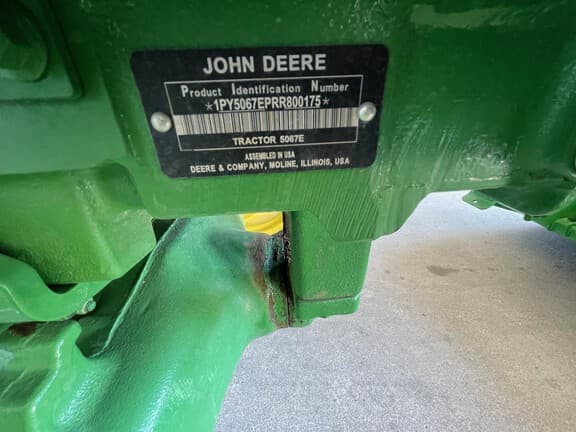 JOHN DEERE
Product Identification Number
*1PY5067EPRR800175*
TRACTOR 5067E
ASSEMBLED IN USA
DEERE & COMPANY, MOLINE, ILLINOIS, USA